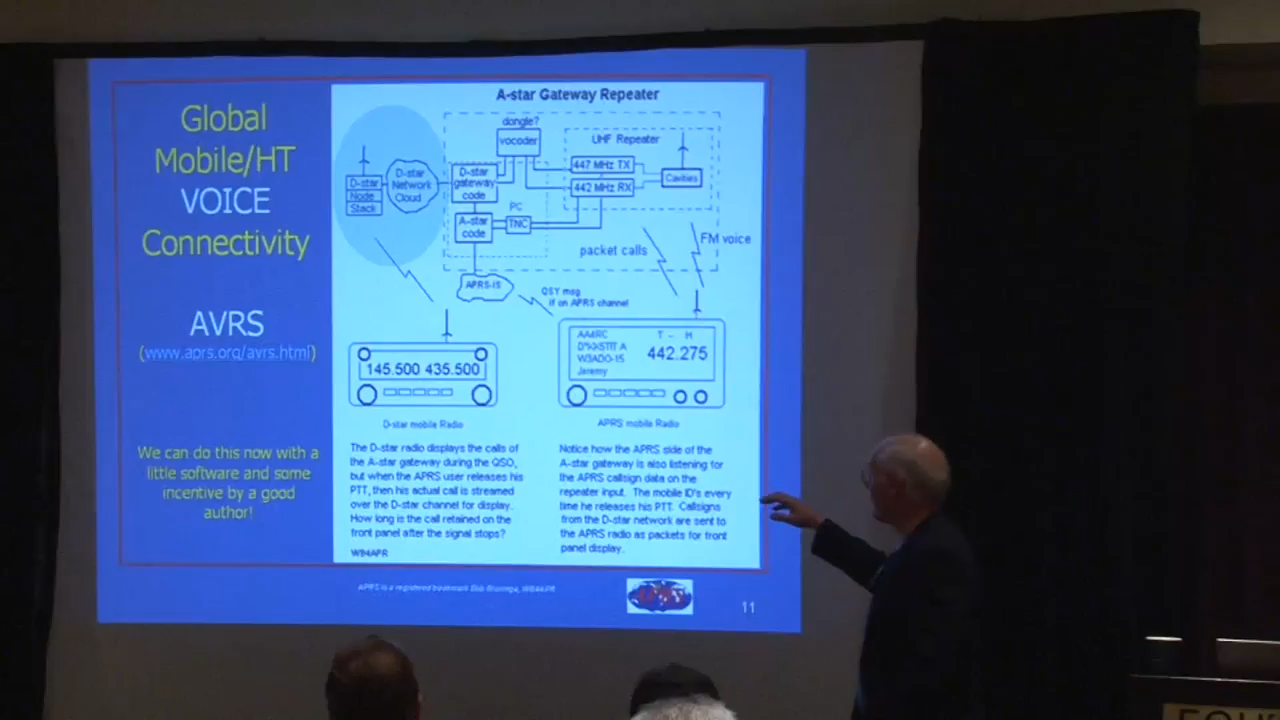 Global
Mobile/HT
VOICE
Connectivity
AVRS
(www.aprs.org/avrs.html)
We can do this now with a
little software and some
incentive by a good
author!
A-star Gateway Repeater
dongle?
vocoder
UHF Repeater
447 MHz TX
442 MHz RX
Cavities
D-star
Node
Stack
D-star
Network
Cloud
D-star
gateway
code
PC
A-star
code
TNC
packet calls
FM voice
APRS-IS
QSY msg
if on APRS channel
145.500 435.500
D-star mobile Radio
AA4RC
W3ADO-15
Jeremy
T - H
442.275
APRS mobile Radio
The D-star radio displays the calls of
the A-star gateway during the QSO,
but when the APRS user releases his
PTT, then his actual call is streamed
over the D-star channel for display.
How long is the call retained on the
front panel after the signal stops?
Notice how the APRS side of the
A-star gateway is also listening for
the APRS callsign data on the
repeater input. The mobile ID's every
time he releases his PTT. Callsigns
from the D-star network are sent to
the APRS radio as packets for front
panel display.
APRS is a registered Bob Bruninga, WB4APR
APRS
11